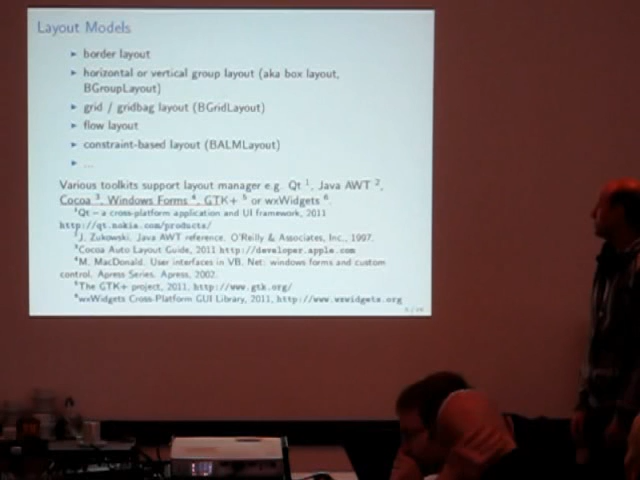 Layout Models
▸ border layout
▸ horizontal or vertical group layout (aka box layout,
BGroupLayout)
▸ grid / gridbag layout (BGridLayout)
▸ flow layout
▸ constraint-based layout (BALMLayout)
▸ ...
Various toolkits support layout manager e.g. Qt 1, Java AWT 2,
Cocoa 3, Windows Forms 4, GTK+ 5 or wxWidgets 6.
1Qt – a cross-platform application and UI framework, 2011
http://qt.nokia.com/products/
2J. Zukowski. Java AWT reference. O'Reilly & Associates, Inc., 1997.
3Cocoa Auto Layout Guide, 2011 http://developer.apple.com
4M. MacDonald. User interfaces in VB. Net: windows forms and custom
control. Apress Series. Apress, 2002.
5The GTK+ project, 2011, http://www.gtk.org/
6wxWidgets Cross-Platform GUI Library, 2011, http://www.wxwidgets.org